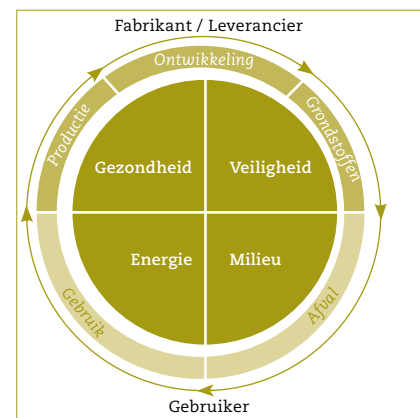 Fabrikant / Leverancier
Ontwikkeling
Productie
Grondstoffen
Gezondheid
Veiligheid
Energie
Milieu
Gebruik
Afval
Gebruiker